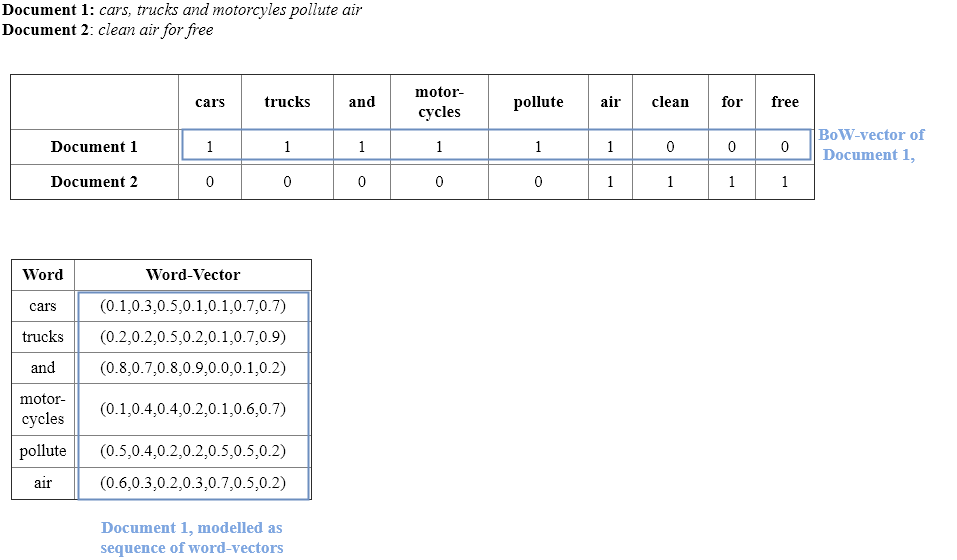 Document 1: cars, trucks and motorcyles pollute air
Document 2: clean air for free
cars trucks and motor-cycles pollute air clean for free
Document 1 1 1 1 1 1 1 0 0 0
BoW-vector of
Document 1,
Document 2 0 0 0 0 0 1 1 1 1
Word Word-Vector
cars (0.1,0.3,0.5,0.1,0.1,0.7,0.7)
trucks (0.2,0.2,0.5,0.2,0.1,0.7,0.9)
and (0.8,0.7,0.8,0.9,0.0,0.1,0.2)
motor-
cycles (0.1,0.4,0.4,0.2,0.1,0.6,0.7)
pollute (0.5,0.4,0.2,0.2,0.5,0.5,0.2)
air (0.6,0.3,0.2,0.3,0.7,0.5,0.2)
Document 1, modelled as
sequence of word-vectors